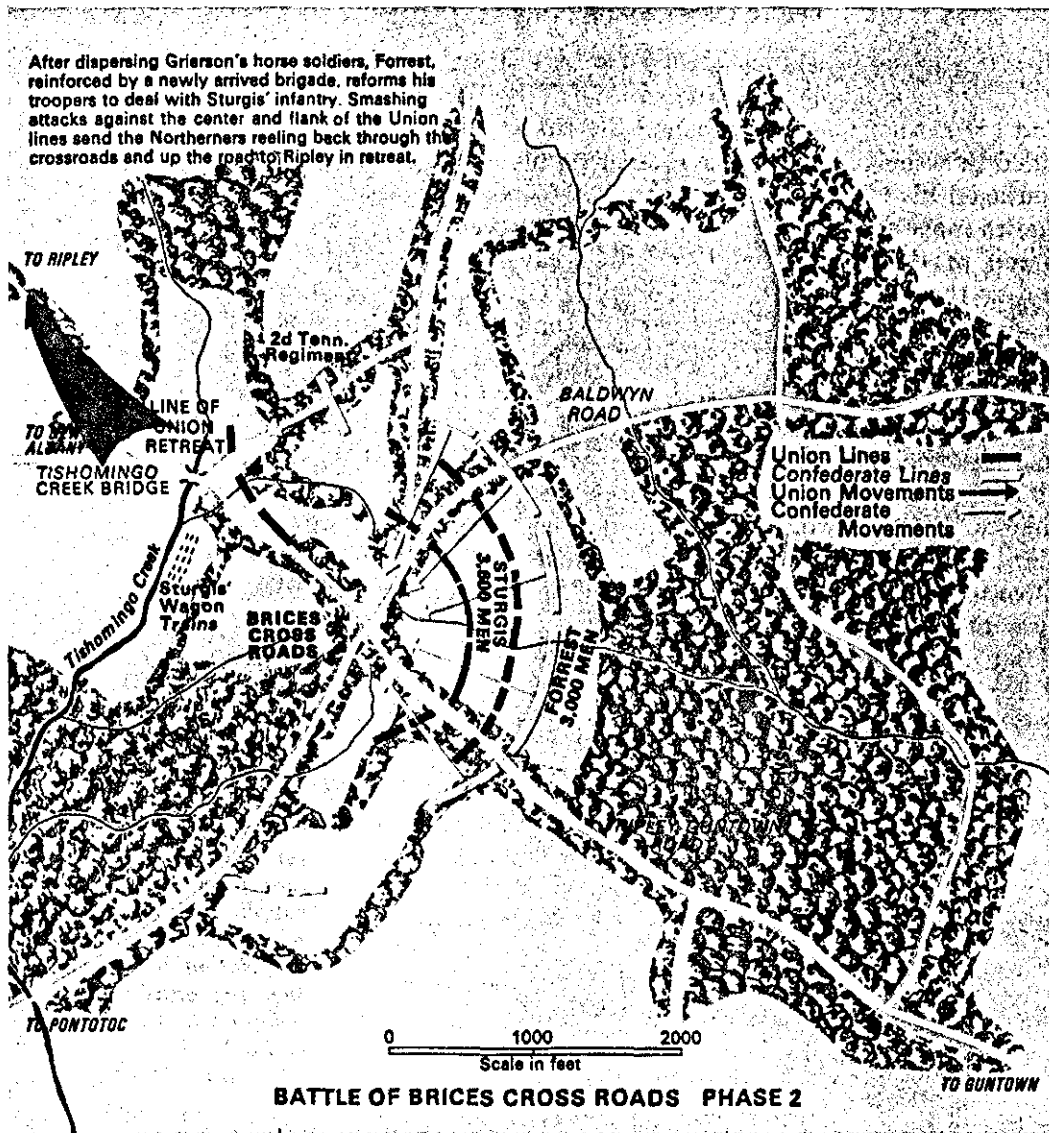 After dispersing Grierson's horse soldiers, Forrest,
reinforced by a newly arrived brigade, reforms his
troopers to deal with Sturgis' infantry. Smashing
attacks against the center and flank of the Union
lines send the Northerners reeling back through the
crossroads and up the road to Ripley in retreat.
TO RIPLEY
2d Tenn.
Regiment
BALDWYN
ROAD
LINE OF
UNION
RETREAT
TO
ALBANY
TISHOMINGO
CREEK BRIDGE
Union Lines
Confederate Lines
Union Movements
Confederate
Movements
Tishomingo Creek
Sturgis
Wagon
Trains
BRICES
CROSS
ROADS
STURGIS
3,600 MEN
FORREST
3,000 MEN
GUNTOWN
TO PONTOTOC
0 1000 2000
Scale in feet
TO GUNTOWN
BATTLE OF BRICES CROSS ROADS PHASE 2